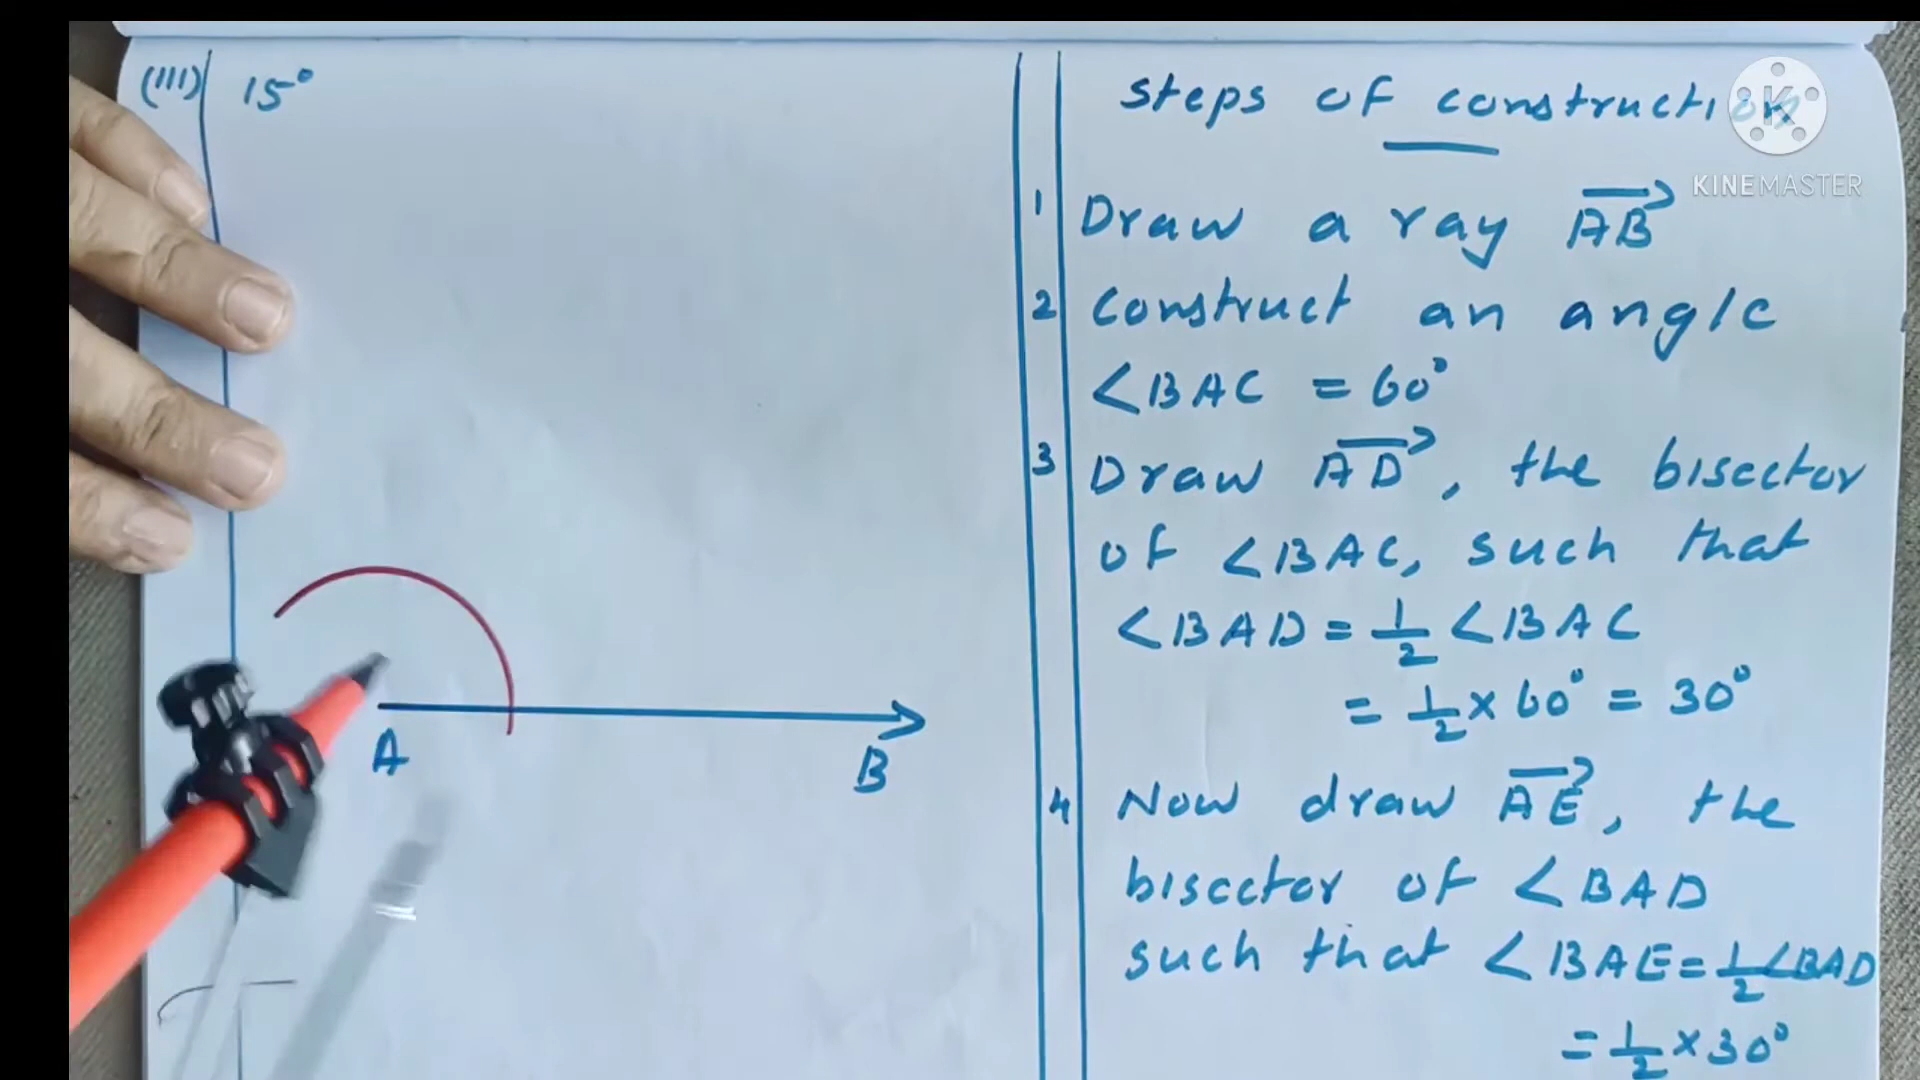 (III) 15°
A
B
steps of construction
1 Draw a ray AB
2 Construct an angle
∠BAC = 60°
3 Draw AD, the bisector
of ∠BAC, such that
∠BAD = 1/2 ∠BAC
= 1/2 × 60° = 30°
4 Now draw AE, the
bisector of ∠BAD
such that ∠BAE = 1/2 ∠BAD
= 1/2 × 30°
K
KINEMASTER